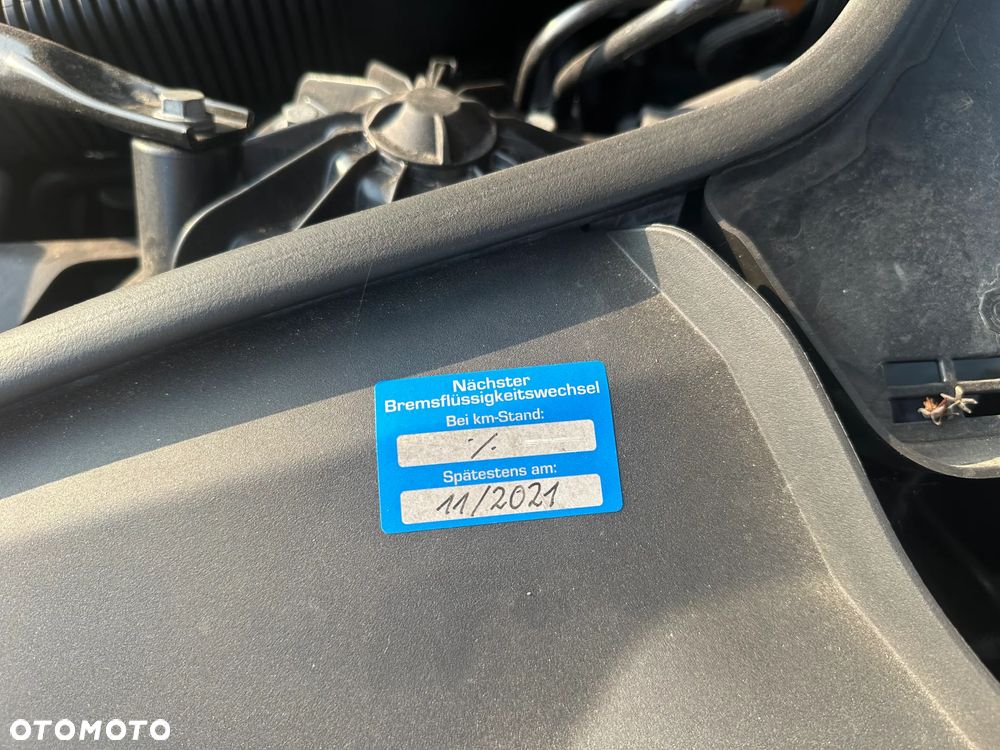 Nächster
Bremsflüssigkeitswechsel
Bei km-Stand:
·/.
Spätestens am:
11/2021
OTOMOTO